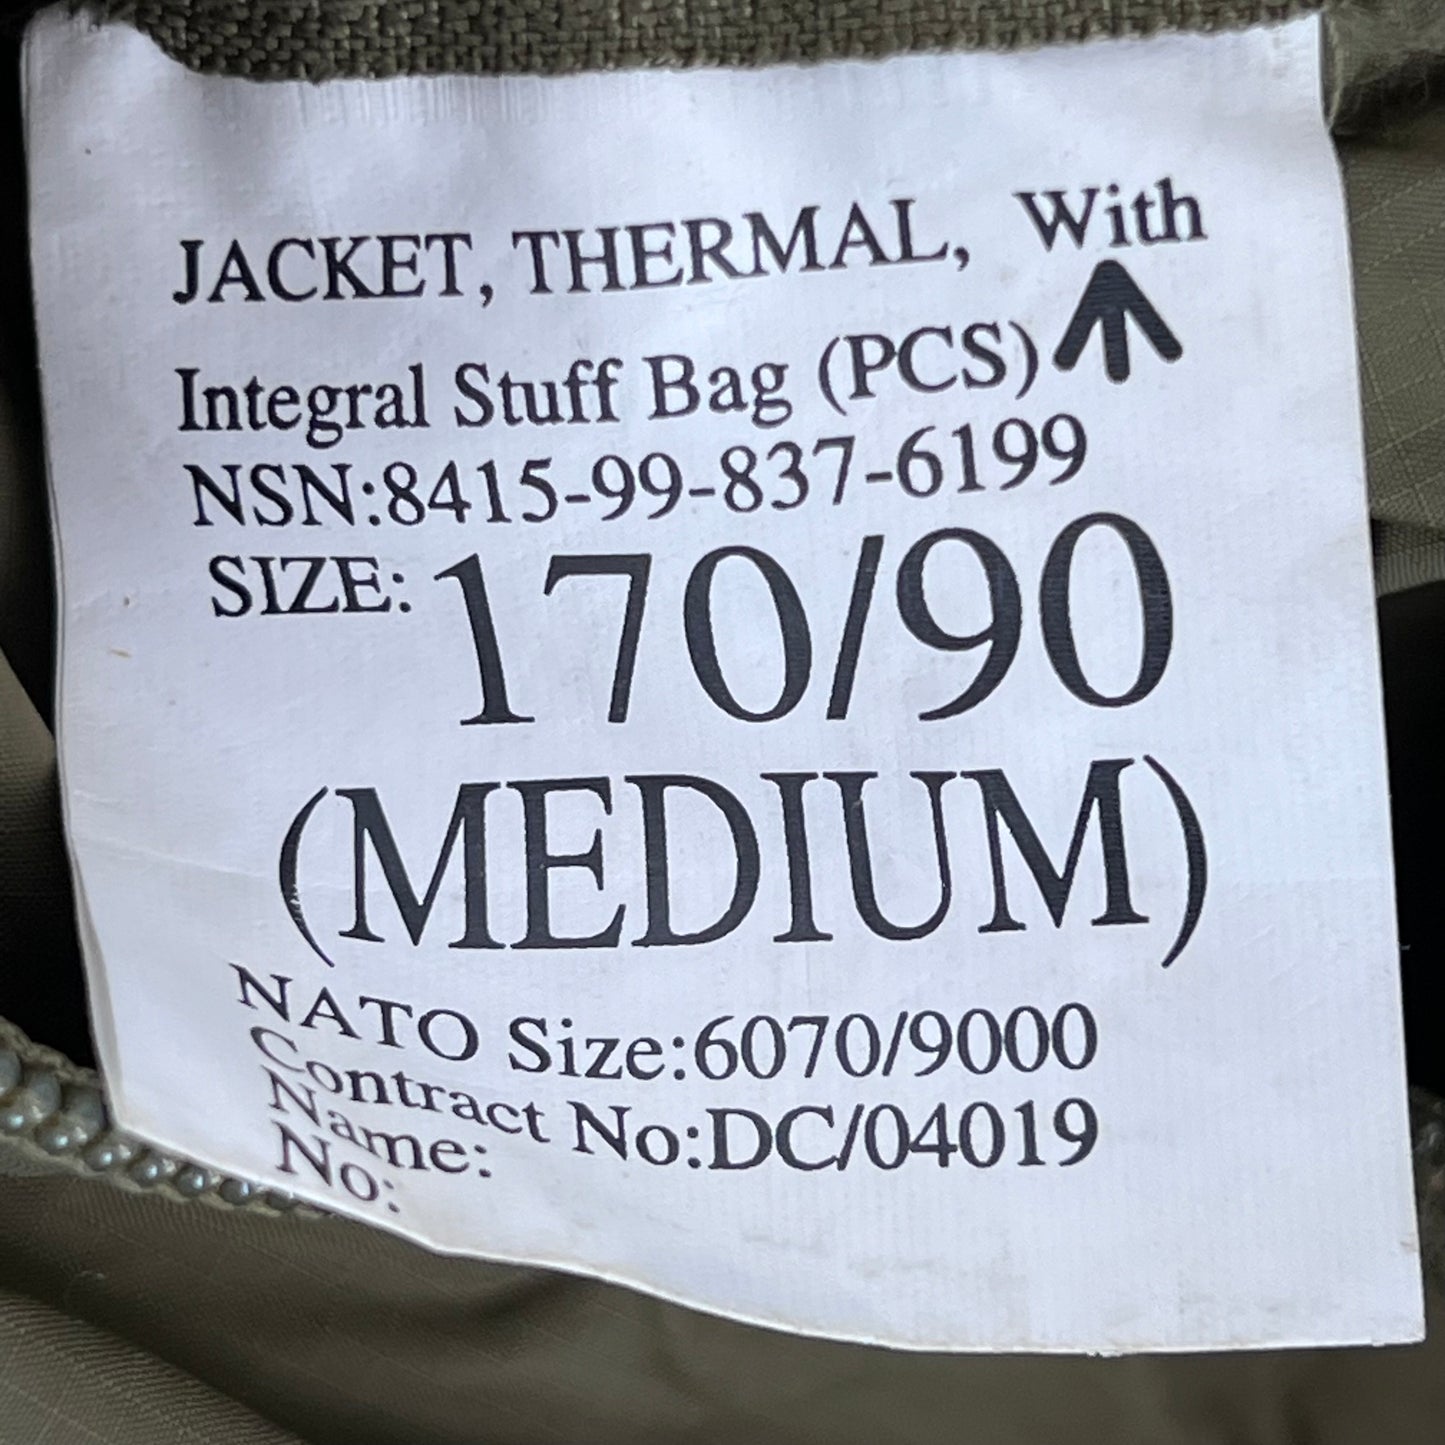 JACKET, THERMAL, With
Integral Stuff Bag (PCS)
NSN:8415-99-837-6199
SIZE: 170/90
(MEDIUM)
NATO Size:6070/9000
Contract No:DC/04019
Name:
No: